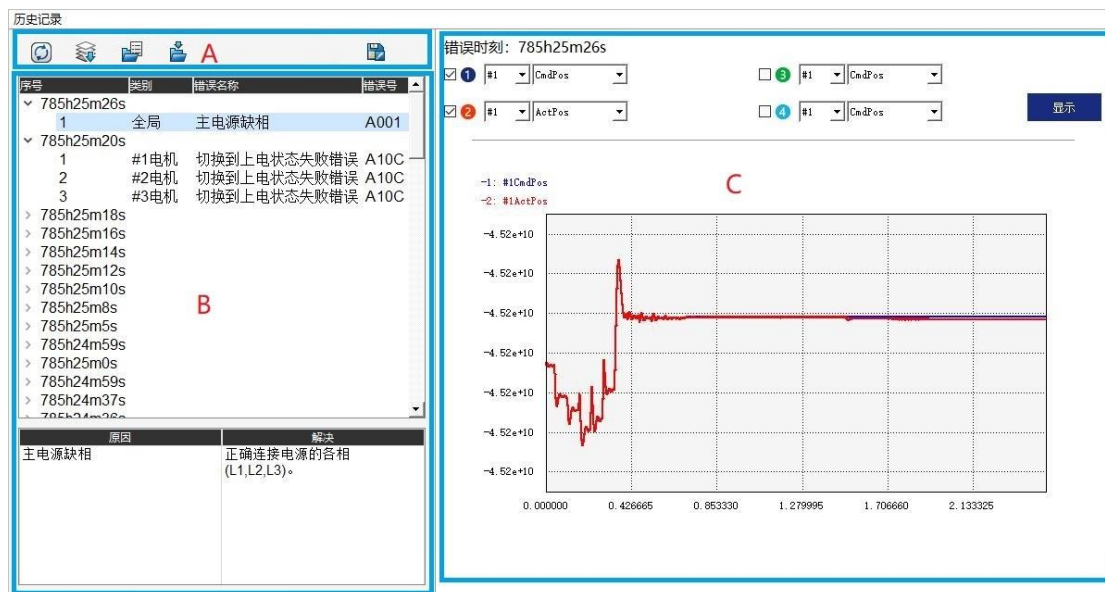 历史记录
A
序号 类别 错误名称 错误号
785h25m26s
1 全局 主电源缺相 A001
785h25m20s
1 #1电机 切换到上电状态失败错误 A10C
2 #2电机 切换到上电状态失败错误 A10C
3 #3电机 切换到上电状态失败错误 A10C
785h25m18s
785h25m16s
785h25m14s
785h25m12s
785h25m10s
785h25m8s
785h25m5s
785h24m59s
785h25m0s
785h24m59s
785h24m37s
785h24m36s
B
原因 解决
主电源缺相 正确连接电源的各相
(L1,L2,L3)。
错误时刻：785h25m26s
1 #1 CmdPos 3 #1 CmdPos
2 #1 ActPos 4 #1 CmdPos
显示
C
-1: #1CmdPos
-2: #1ActPos
-4.52e+10
-4.52e+10
-4.52e+10
-4.52e+10
-4.52e+10
-4.52e+10
-4.52e+10
0.000000 0.426665 0.853330 1.279995 1.706660 2.133325